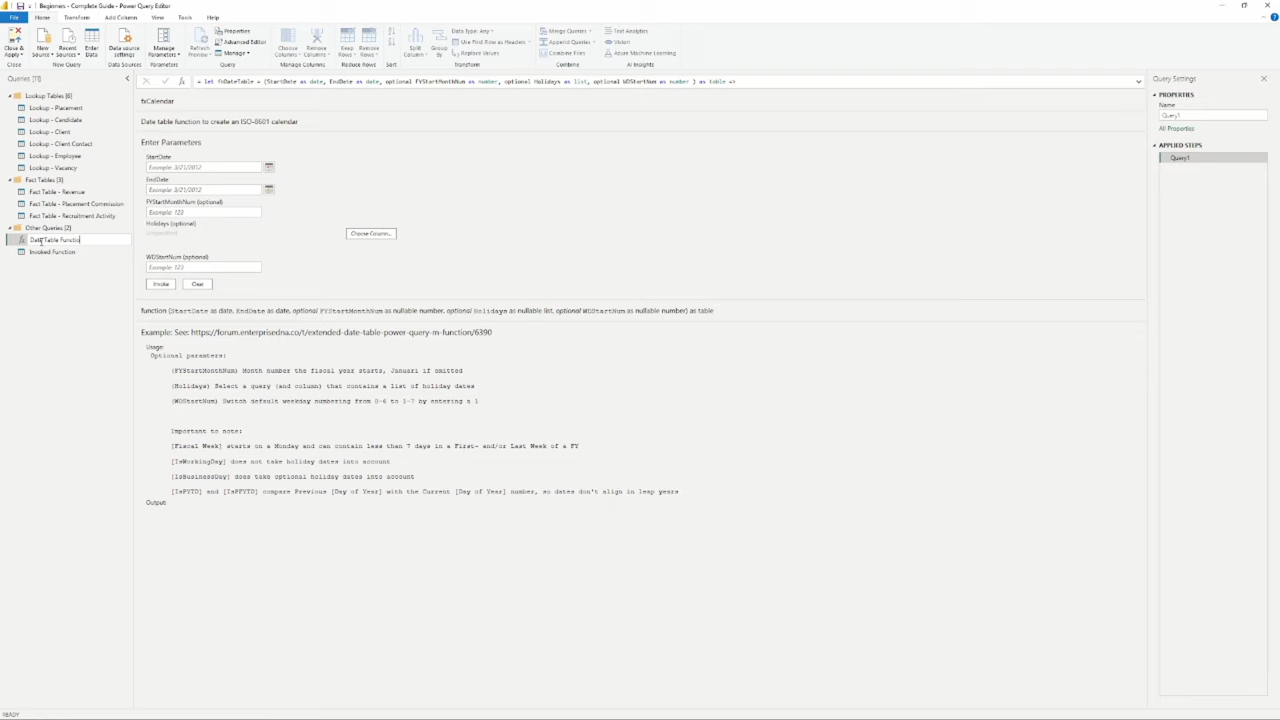 Beginners - Complete Guide - Power Query Editor
File Home Transform Add Column View Tools Help
Close & Apply
New Source
Recent Sources
Enter Data
Data source settings
Manage Parameters
Refresh Preview
Properties
Advanced Editor
Manage
Choose Columns
Remove Columns
Keep Rows
Remove Rows
Split Column
Group By
Data Type: Any
Use First Row as Headers
Replace Values
Merge Queries
Append Queries
Combine Files
Text Analytics
Vision
Azure Machine Learning
Close
New Query
Data Sources
Parameters
Query
Manage Columns
Reduce Rows
Sort
Transform
Combine
AI Insights
Queries [11]
= let fnDateTable = (StartDate as date, EndDate as date, optional FYStartMonthNum as number, optional Holidays as list, optional WDStartNum as number ) as table =>
Lookup Tables [6]
Lookup - Placement
Lookup - Candidate
Lookup - Client
Lookup - Client Contact
Lookup - Employee
Lookup - Vacancy
Fact Tables [3]
Fact Table - Revenue
Fact Table - Placement Commission
Fact Table - Recruitment Activity
Other Queries [2]
Date Table Functio
Invoked Function
fxCalendar
Date table function to create an ISO-8601 calendar
Enter Parameters
StartDate
Example: 3/21/2012
EndDate
Example: 3/21/2012
FYStartMonthNum (optional)
Example: 123
Holidays (optional)
Unspecified
Choose Column...
WDStartNum (optional)
Example: 123
Invoke
Clear
function (StartDate as date, EndDate as date, optional FYStartMonthNum as nullable number, optional Holidays as nullable list, optional WDStartNum as nullable number) as table
Example: See: https://forum.enterprisedna.co/t/extended-date-table-power-query-m-function/6390
Usage:
Optional paramters:
(FYStartMonthNum) Month number the fiscal year starts, Januari if omitted
(Holidays) Select a query (and column) that contains a list of holiday dates
(WDStartNum) Switch default weekday numbering from 0-6 to 1-7 by entering a 1
Important to note:
[Fiscal Week] starts on a Monday and can contain less than 7 days in a First- and/or Last Week of a FY
[IsWorkingDay] does not take holiday dates into account
[IsBusinessDay] does take optional holiday dates into account
[IsPYTD] and [IsPFYTD] compare Previous [Day of Year] with the Current [Day of Year] number, so dates don't align in leap years
Output:
Query Settings
PROPERTIES
Name
Query1
All Properties
APPLIED STEPS
Query1
READY